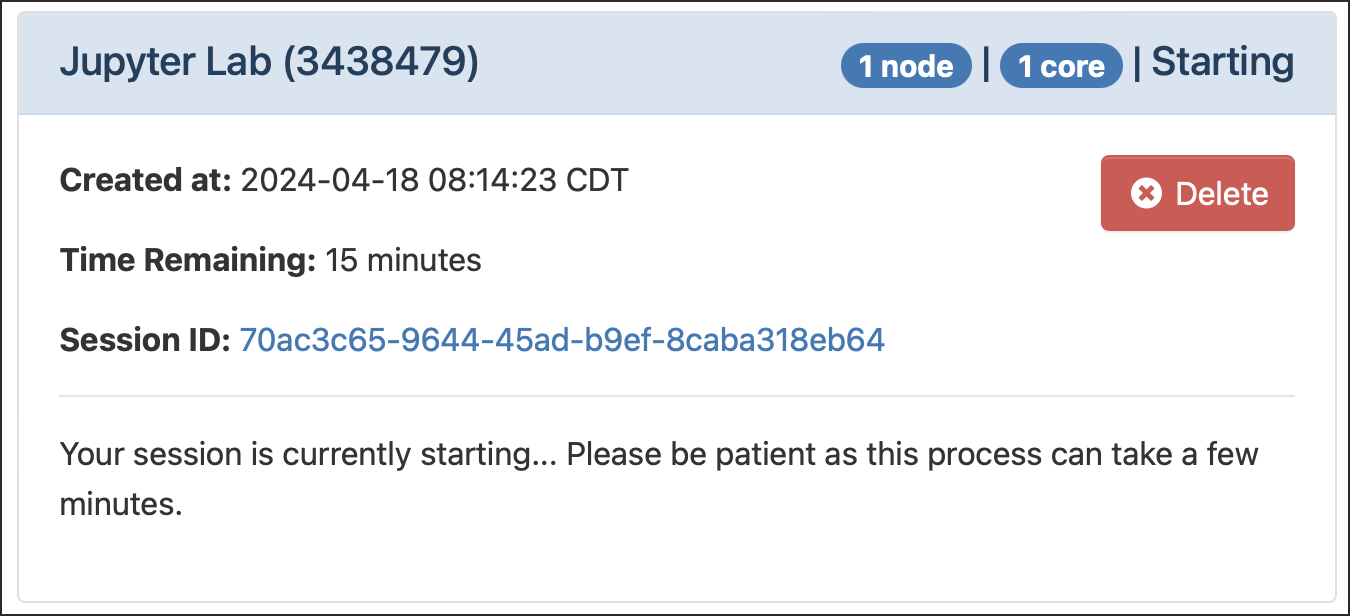 Jupyter Lab (3438479)
1 node | 1 core | Starting
Created at: 2024-04-18 08:14:23 CDT
Delete
Time Remaining: 15 minutes
Session ID: 70ac3c65-9644-45ad-b9ef-8caba318eb64
Your session is currently starting... Please be patient as this process can take a few
minutes.